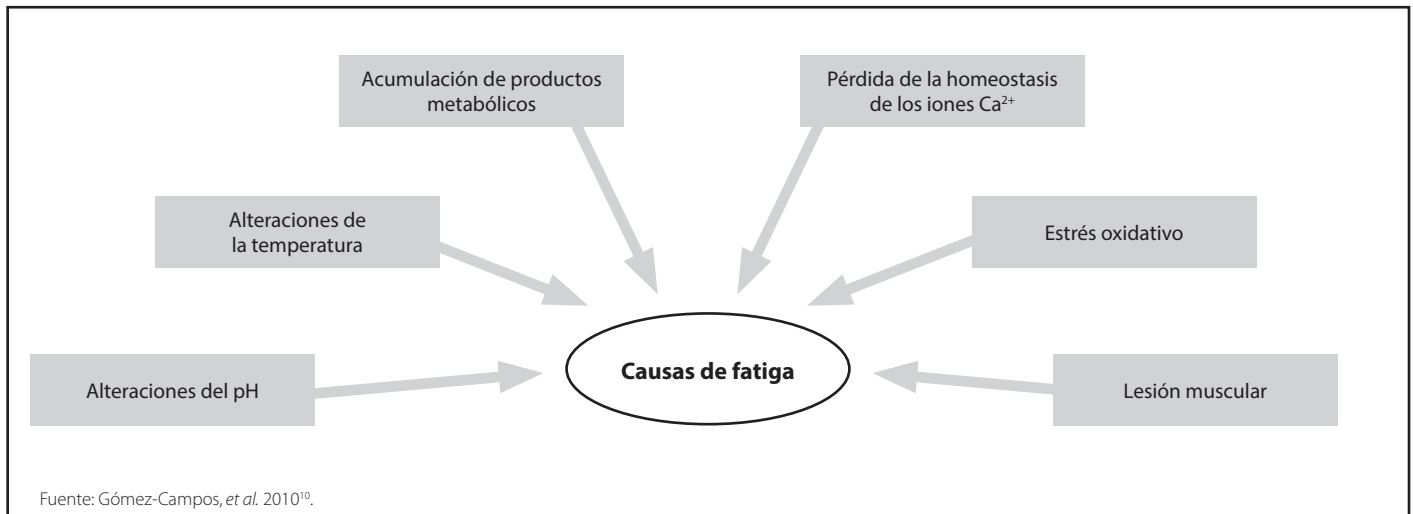 Acumulación de productos
metabólicos
Pérdida de la homeostasis
de los iones Ca²⁺
Alteraciones de
la temperatura
Estrés oxidativo
Causas de fatiga
Alteraciones del pH
Lesión muscular
Fuente: Gómez-Campos, et al. 2010¹⁰.